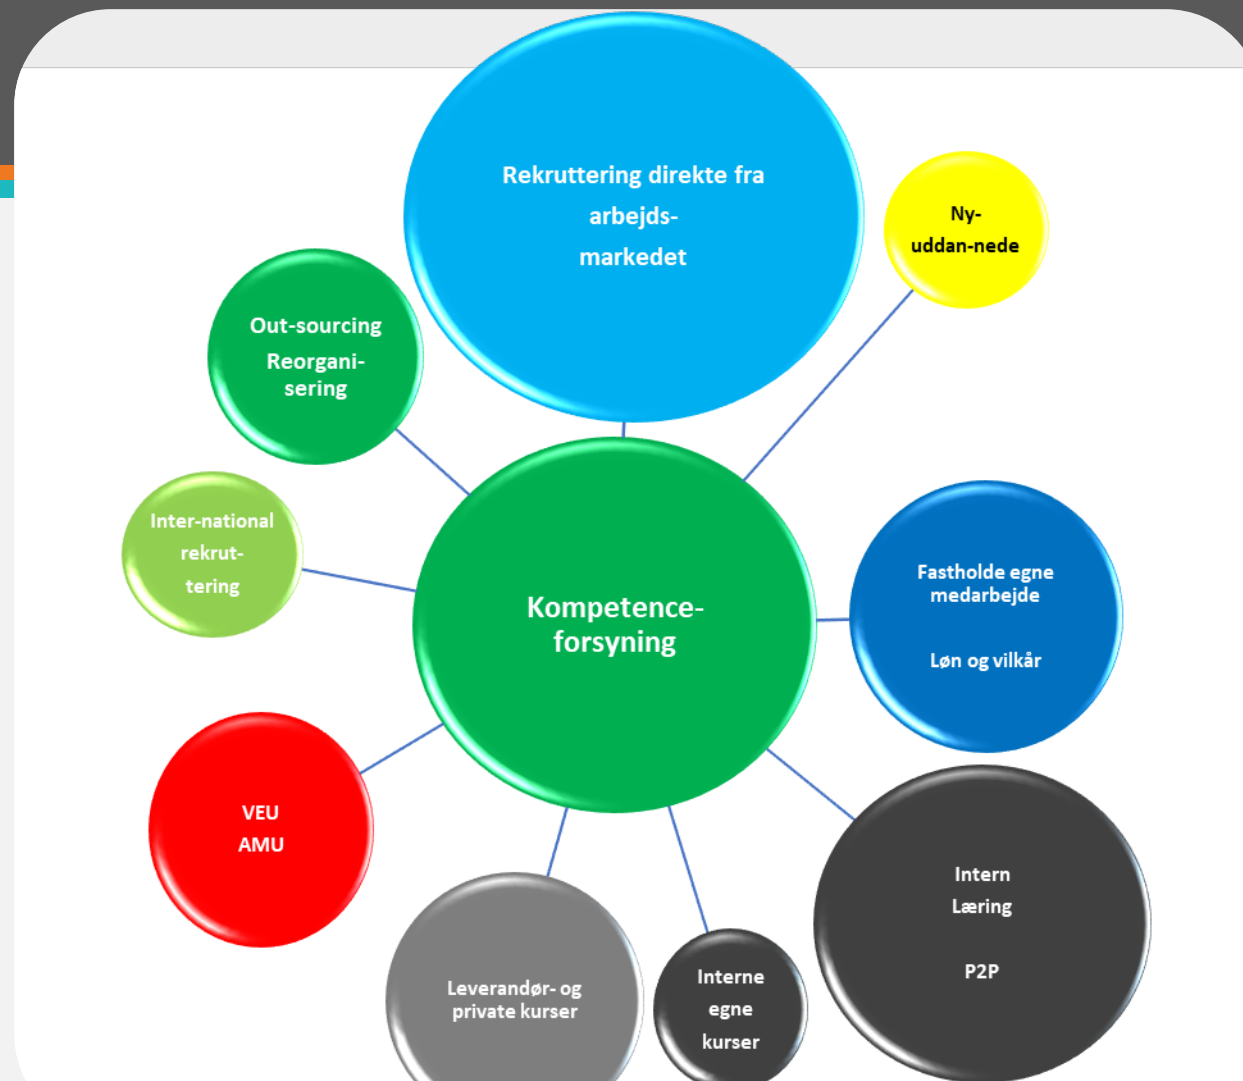 Rekruttering direkte fra
arbejds-
markedet
Ny-
uddan-nede
Out-sourcing
Reorgani-
sering
Inter-national
rekrut-
tering
Kompetence-
forsyning
Fastholde egne
medarbejde
Løn og vilkår
VEU
AMU
Intern
Læring
P2P
Leverandør- og
private kurser
Interne
egne
kurser